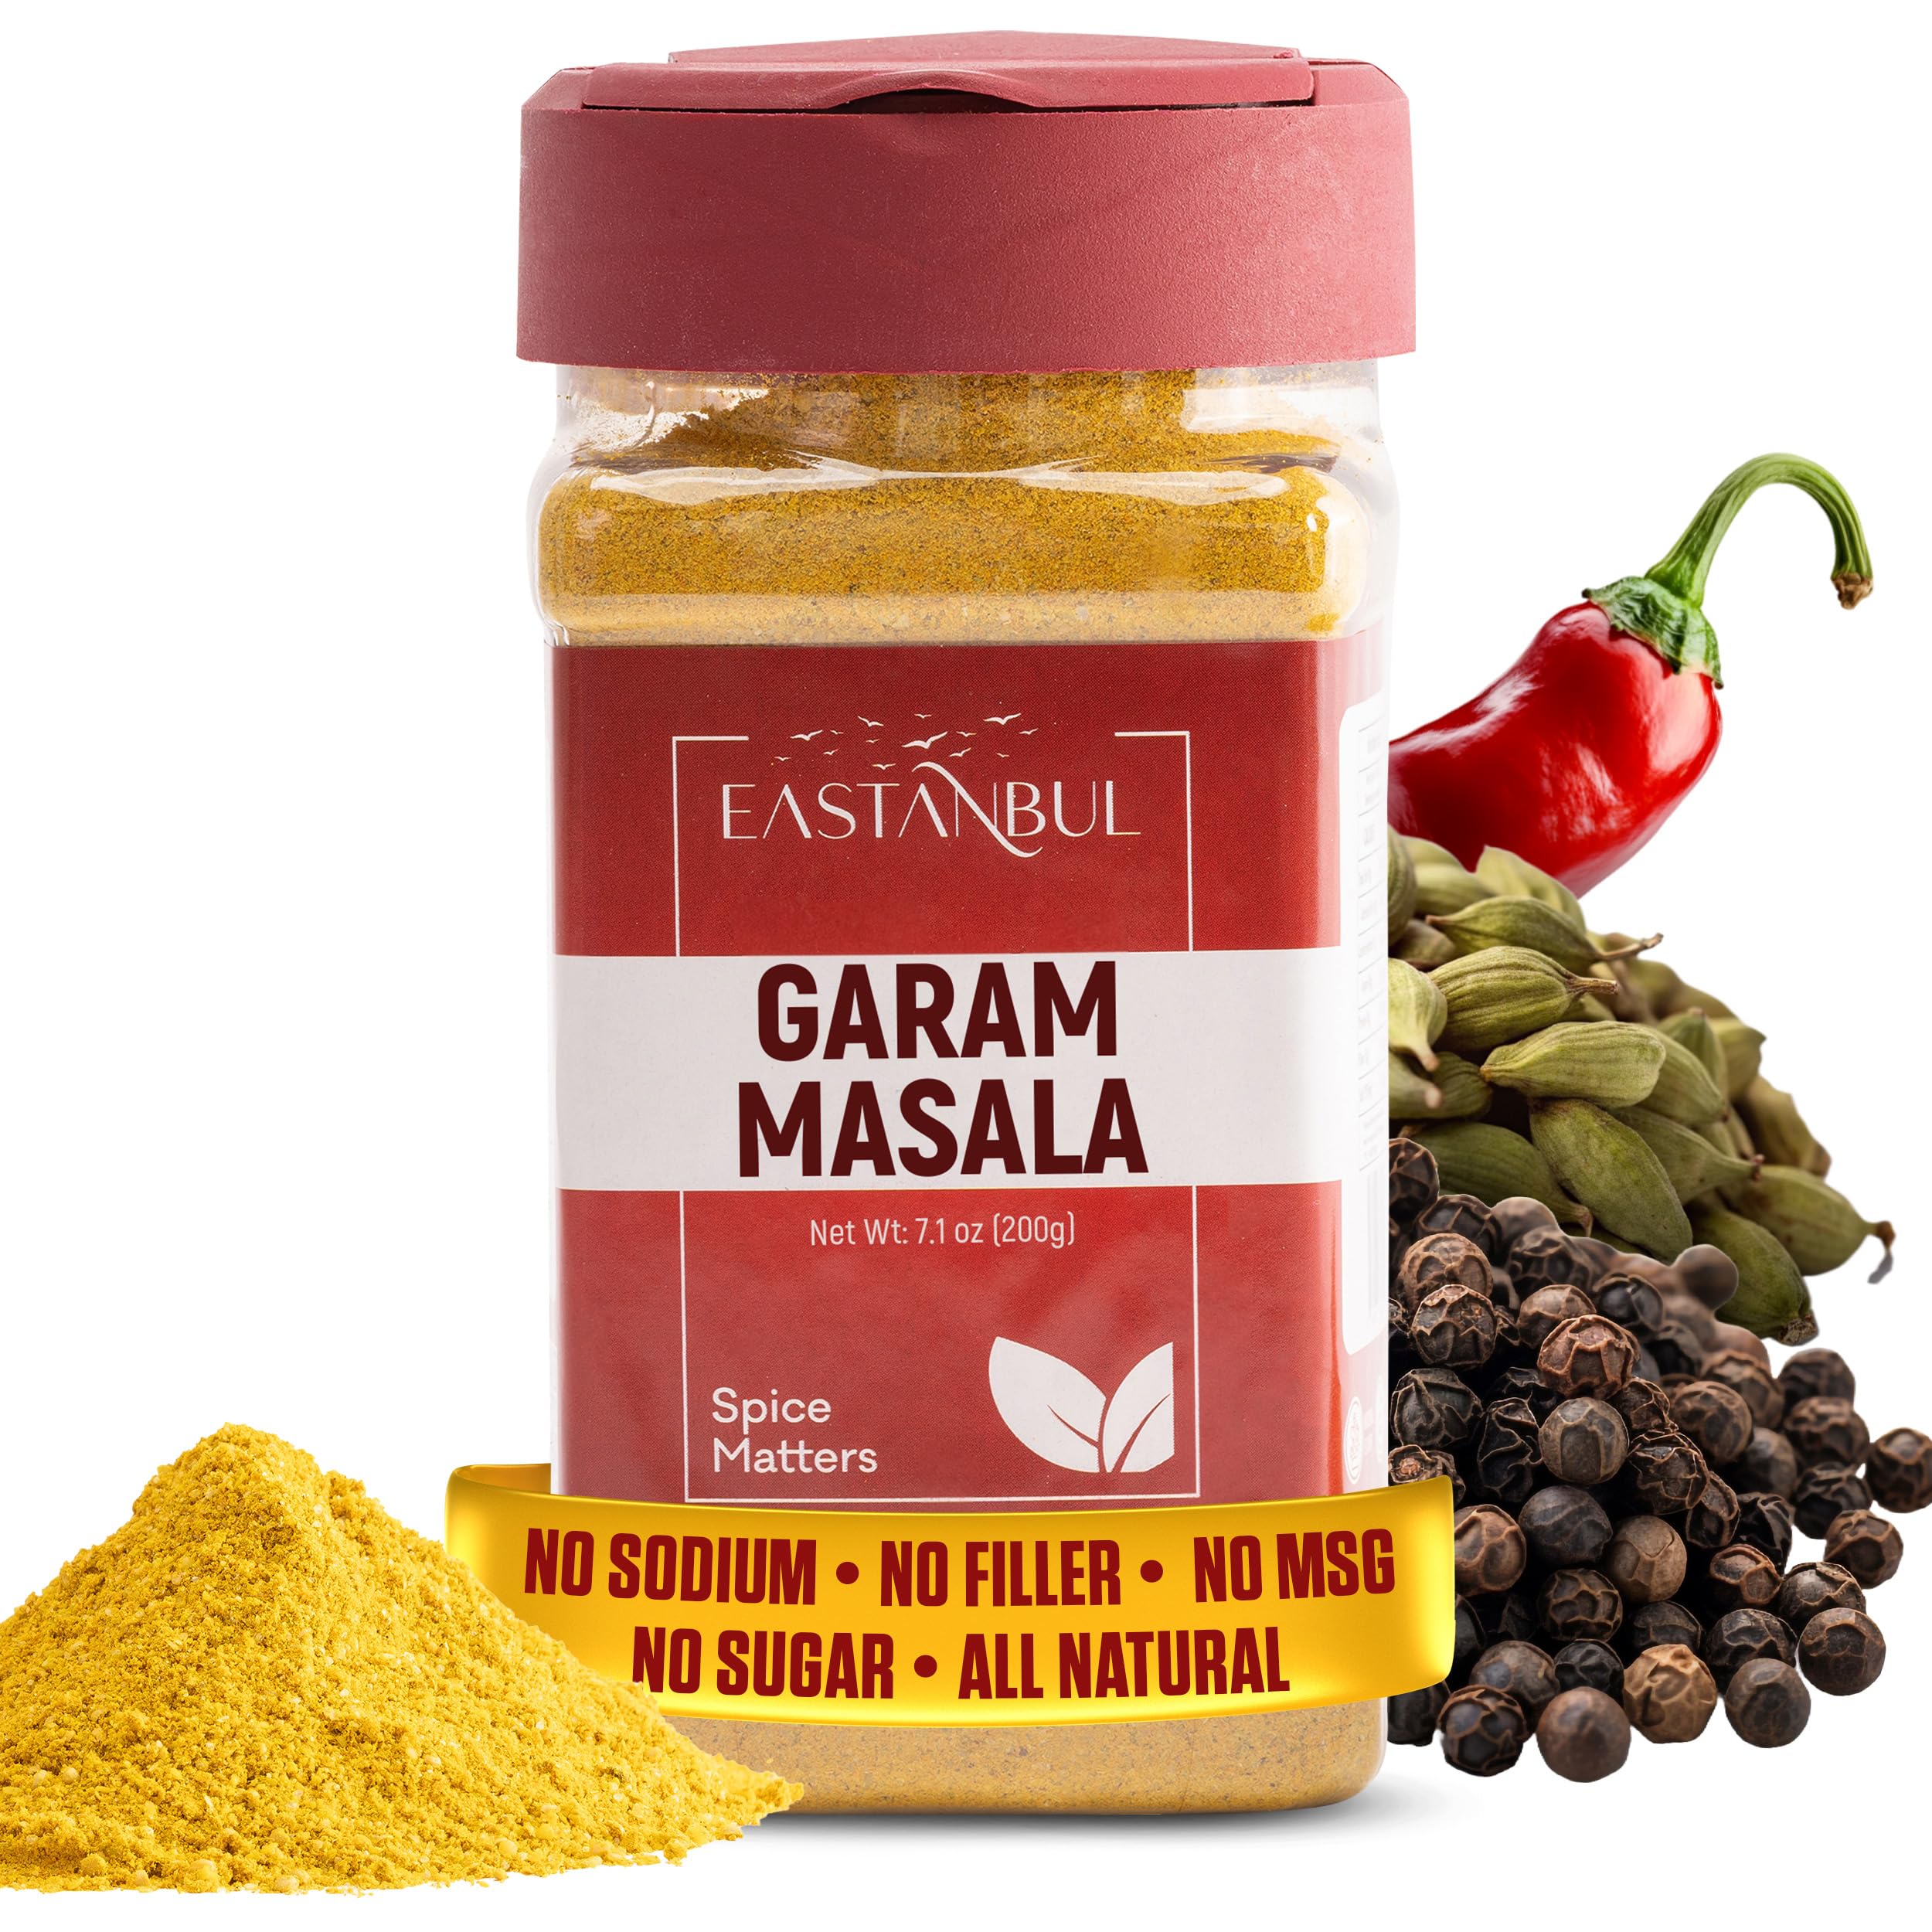 EASTANBUL
GARAM
MASALA
Net Wt: 7.1 oz (200g)
Spice
Matters
NO SODIUM • NO FILLER • NO MSG
NO SUGAR • ALL NATURAL